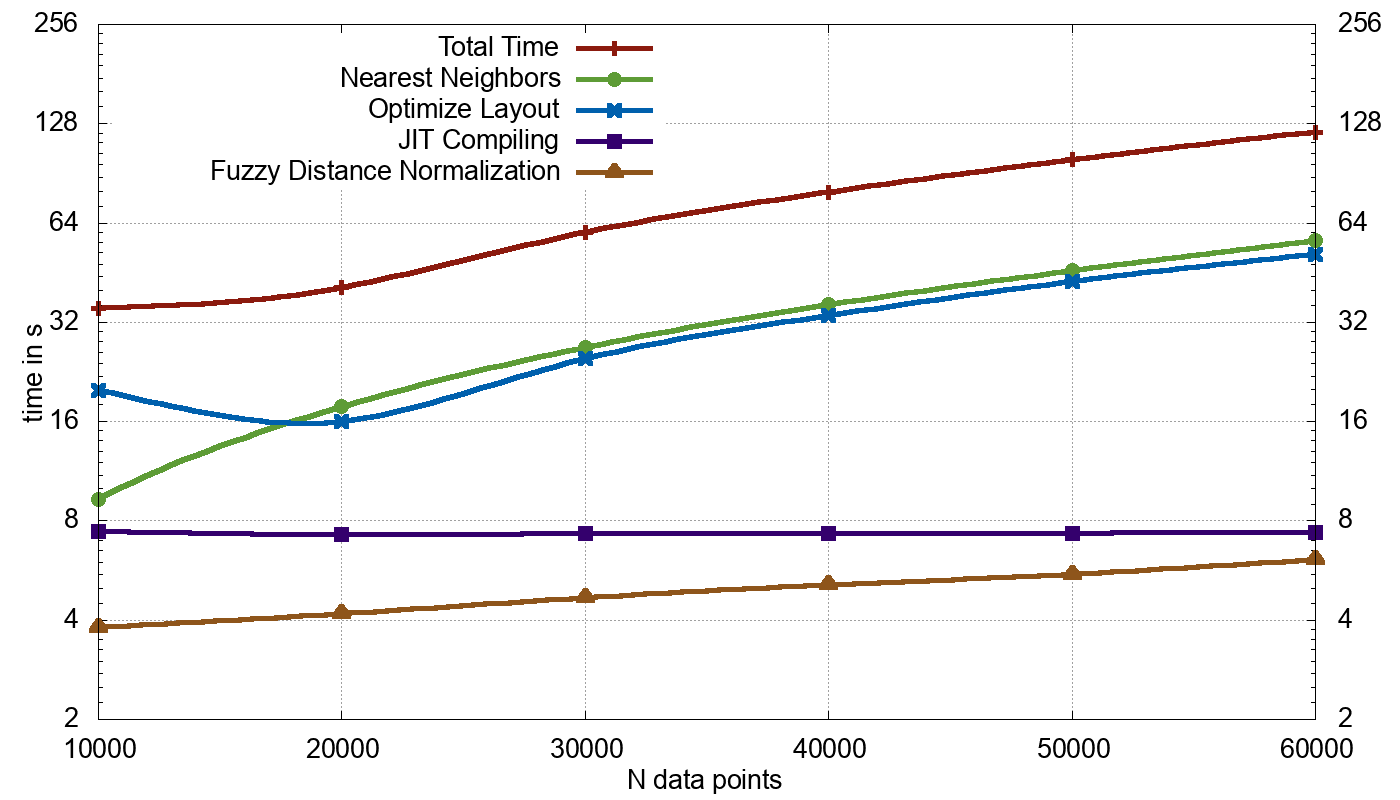 256 256
Total Time
Nearest Neighbors
Optimize Layout
128 128
JIT Compiling
Fuzzy Distance Normalization
64 64
32 32
time in s
16 16
8 8
4 4
2 2
10000 20000 30000 40000 50000 60000
N data points